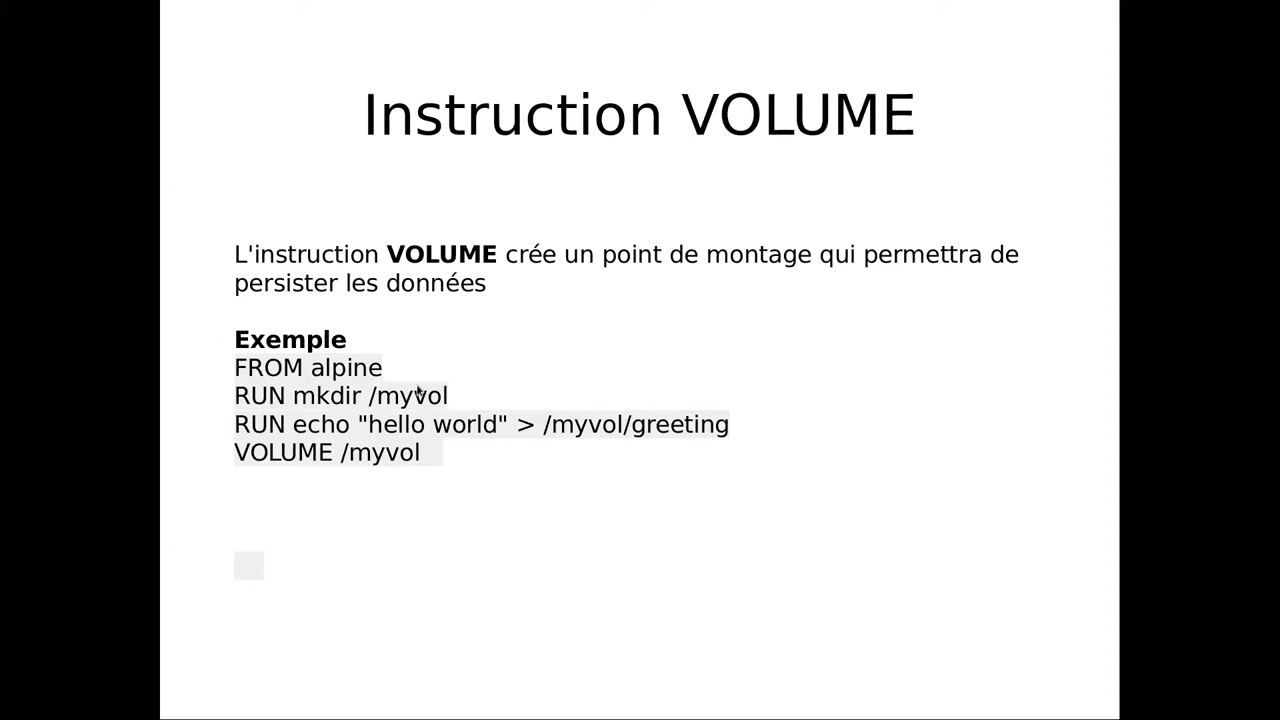 Instruction VOLUME
L'instruction VOLUME crée un point de montage qui permettra de
persister les données
Exemple
FROM alpine
RUN mkdir /myvol
RUN echo "hello world" > /myvol/greeting
VOLUME /myvol